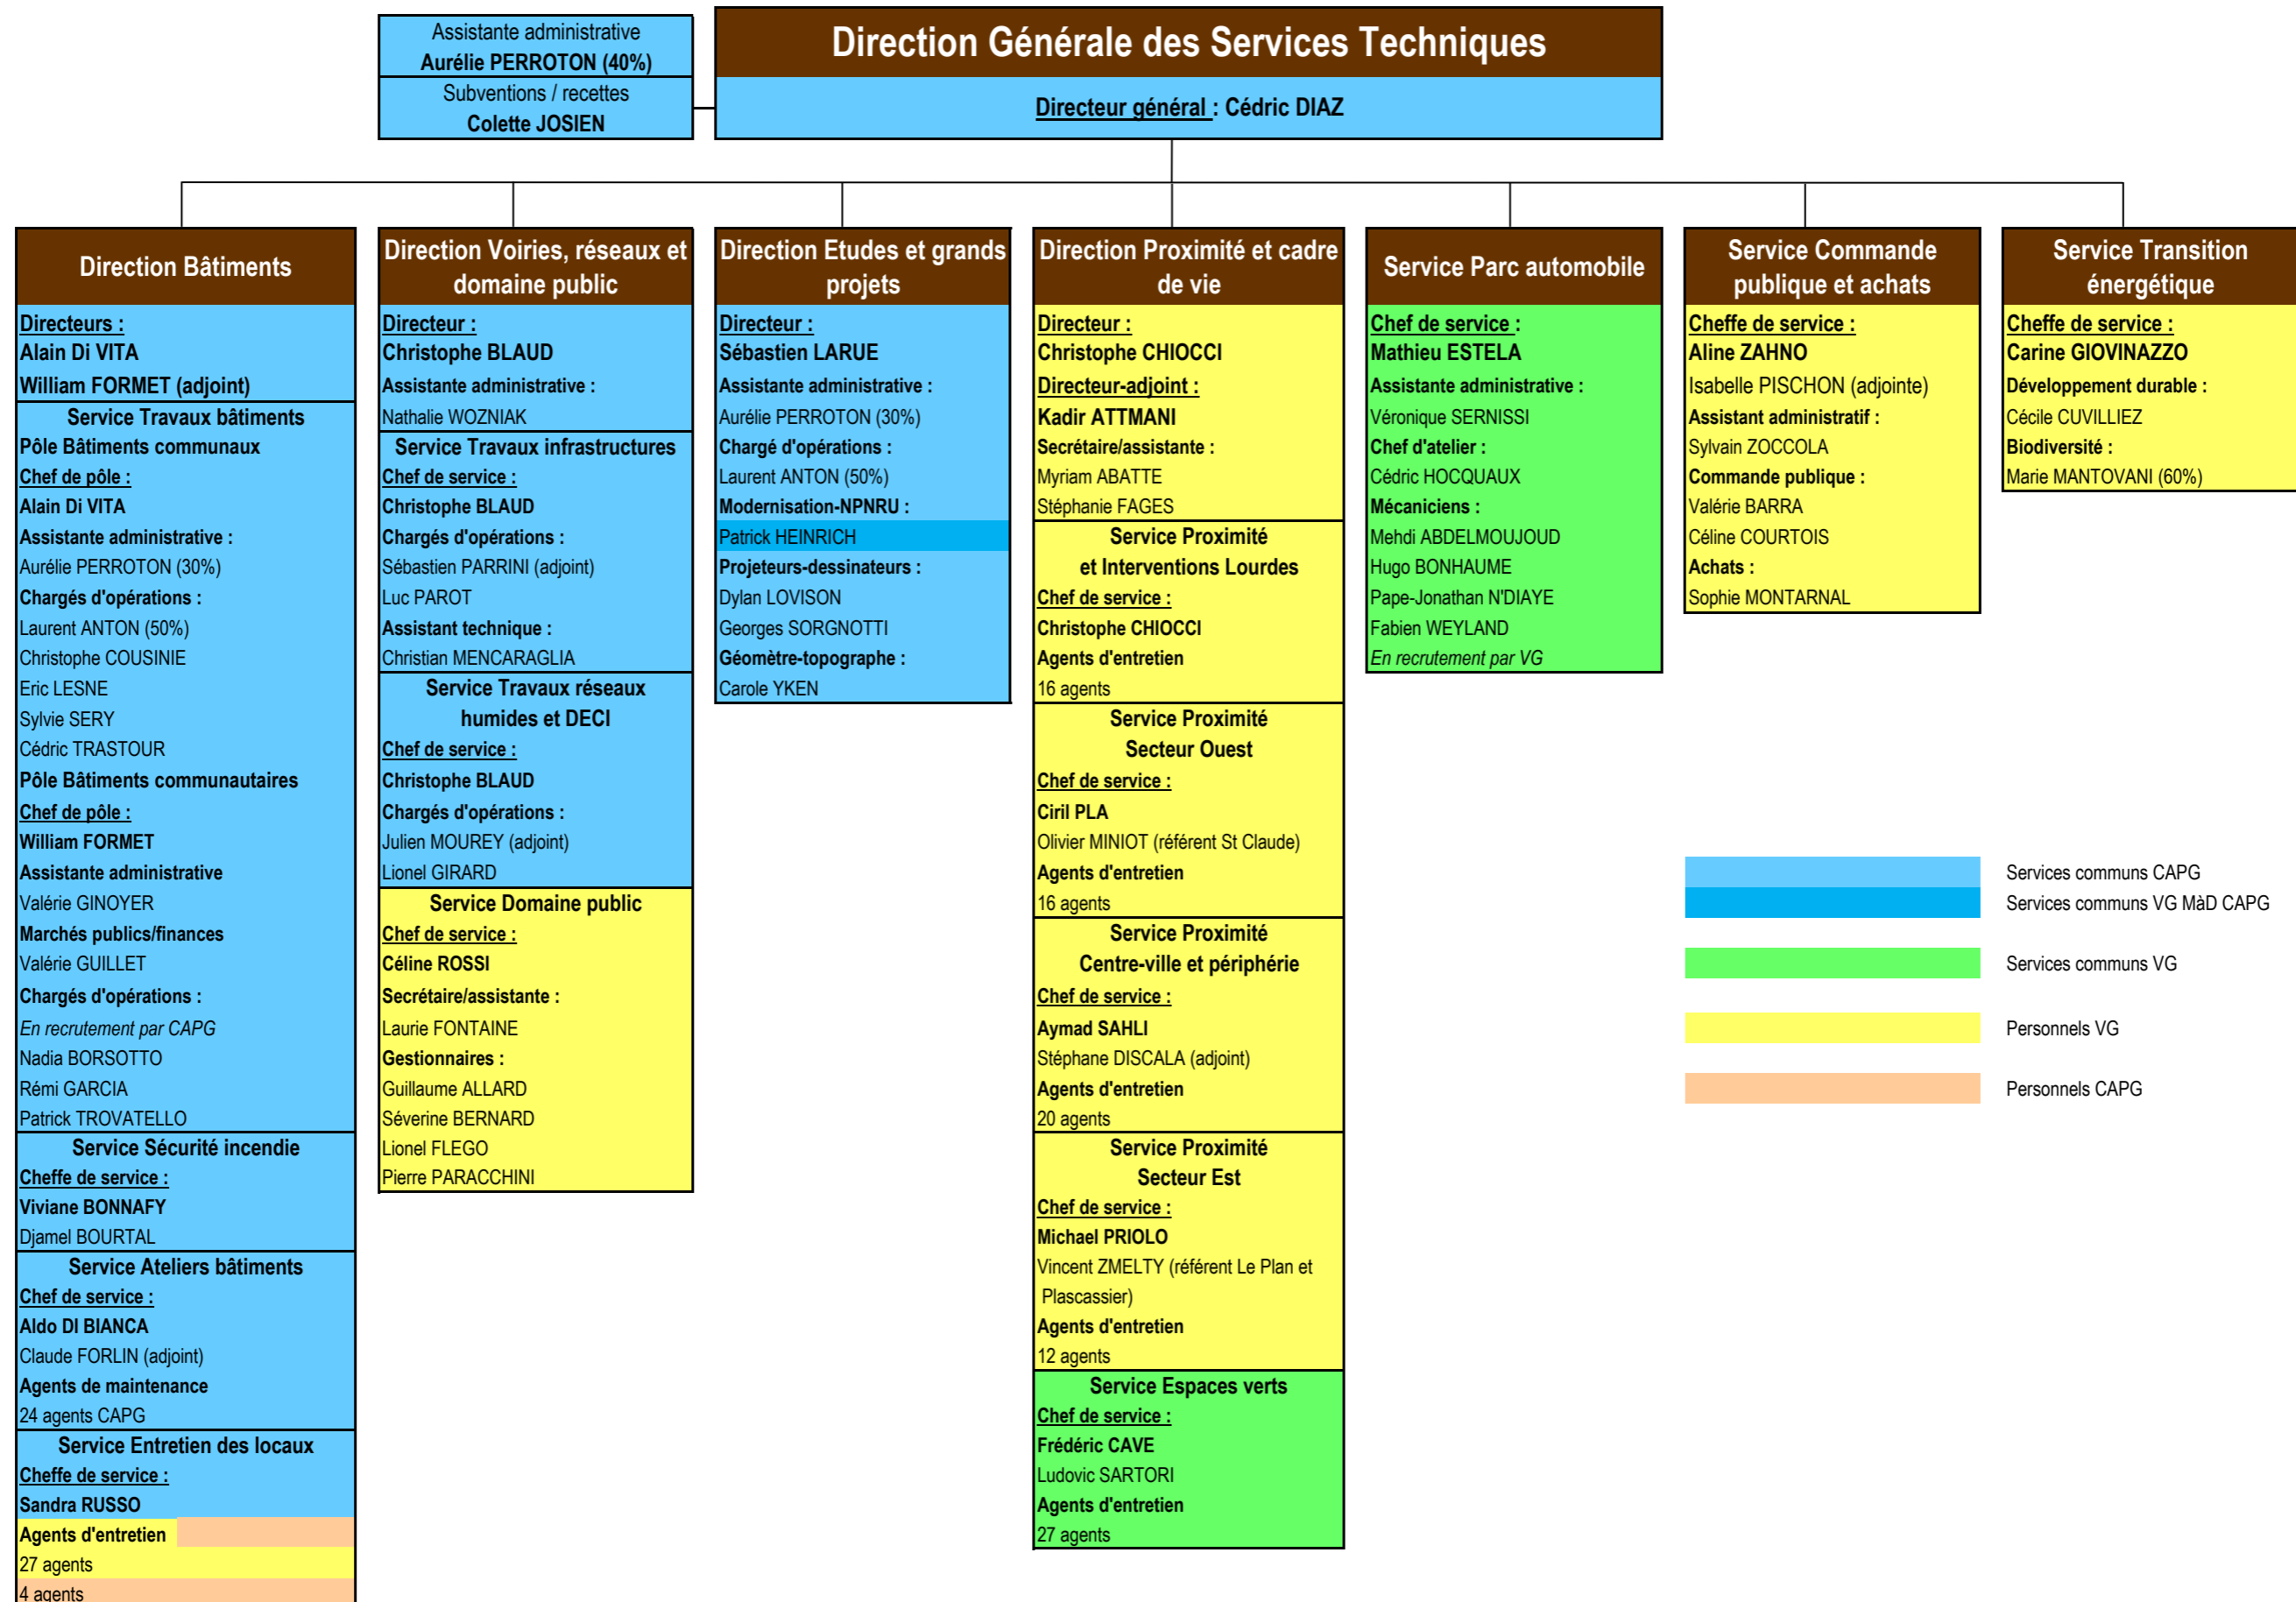 Assistante administrative
Aurélie PERROTON (40%)
Subventions / recettes
Colette JOSIEN
Direction Générale des Services Techniques
Directeur général : Cédric DIAZ
Direction Bâtiments
Directeurs :
Alain Di VITA
William FORMET (adjoint)
Service Travaux bâtiments
Pôle Bâtiments communaux
Chef de pôle :
Alain Di VITA
Assistante administrative :
Aurélie PERROTON (30%)
Chargés d'opérations :
Laurent ANTON (50%)
Christophe COUSINIE
Eric LESNE
Sylvie SERY
Cédric TRASTOUR
Pôle Bâtiments communautaires
Chef de pôle :
William FORMET
Assistante administrative
Valérie GINOYER
Marchés publics/finances
Valérie GUILLET
Chargés d'opérations :
En recrutement par CAPG
Nadia BORSOTTO
Rémi GARCIA
Patrick TROVATELLO
Service Sécurité incendie
Cheffe de service :
Viviane BONNAFY
Djamel BOURTAL
Service Ateliers bâtiments
Chef de service :
Aldo DI BIANCA
Claude FORLIN (adjoint)
Agents de maintenance
24 agents CAPG
Service Entretien des locaux
Cheffe de service :
Sandra RUSSO
Agents d'entretien
27 agents
4 agents
Direction Voiries, réseaux et
domaine public
Directeur :
Christophe BLAUD
Assistante administrative :
Nathalie WOZNIAK
Service Travaux infrastructures
Chef de service :
Christophe BLAUD
Chargés d'opérations :
Sébastien PARRINI (adjoint)
Luc PAROT
Assistant technique :
Christian MENCARAGLIA
Service Travaux réseaux
humides et DECI
Chef de service :
Christophe BLAUD
Chargés d'opérations :
Julien MOUREY (adjoint)
Lionel GIRARD
Service Domaine public
Chef de service :
Céline ROSSI
Secrétaire/assistante :
Laurie FONTAINE
Gestionnaires :
Guillaume ALLARD
Séverine BERNARD
Lionel FLEGO
Pierre PARACCHINI
Direction Etudes et grands
projets
Directeur :
Sébastien LARUE
Assistante administrative :
Aurélie PERROTON (30%)
Chargé d'opérations :
Laurent ANTON (50%)
Modernisation-NPNRU :
Patrick HEINRICH
Projeteurs-dessinateurs :
Dylan LOVISON
Georges SORGNOTTI
Géomètre-topographe :
Carole YKEN
Direction Proximité et cadre
de vie
Directeur :
Christophe CHIOCCI
Directeur-adjoint :
Kadir ATTMANI
Secrétaire/assistante :
Myriam ABATTE
Stéphanie FAGES
Service Proximité
et Interventions Lourdes
Chef de service :
Christophe CHIOCCI
Agents d'entretien
16 agents
Service Proximité
Secteur Ouest
Chef de service :
Ciril PLA
Olivier MINIOT (référent St Claude)
Agents d'entretien
16 agents
Service Proximité
Centre-ville et périphérie
Chef de service :
Aymad SAHLI
Stéphane DISCALA (adjoint)
Agents d'entretien
20 agents
Service Proximité
Secteur Est
Chef de service :
Michael PRIOLO
Vincent ZMELTY (référent Le Plan et
Plascassier)
Agents d'entretien
12 agents
Service Espaces verts
Chef de service :
Frédéric CAVE
Ludovic SARTORI
Agents d'entretien
27 agents
Service Parc automobile
Chef de service :
Mathieu ESTELA
Assistante administrative :
Véronique SERNISSI
Chef d'atelier :
Cédric HOCQUAUX
Mécaniciens :
Mehdi ABDELMOUJOUD
Hugo BONHAUME
Pape-Jonathan N'DIAYE
Fabien WEYLAND
En recrutement par VG
Service Commande
publique et achats
Cheffe de service :
Aline ZAHNO
Isabelle PISCHON (adjointe)
Assistant administratif :
Sylvain ZOCCOLA
Commande publique :
Valérie BARRA
Céline COURTOIS
Achats :
Sophie MONTARNAL
Service Transition
énergétique
Cheffe de service :
Carine GIOVINAZZO
Développement durable :
Cécile CUVILLIEZ
Biodiversité :
Marie MANTOVANI (60%)
Services communs CAPG
Services communs VG MàD CAPG
Services communs VG
Personnels VG
Personnels CAPG